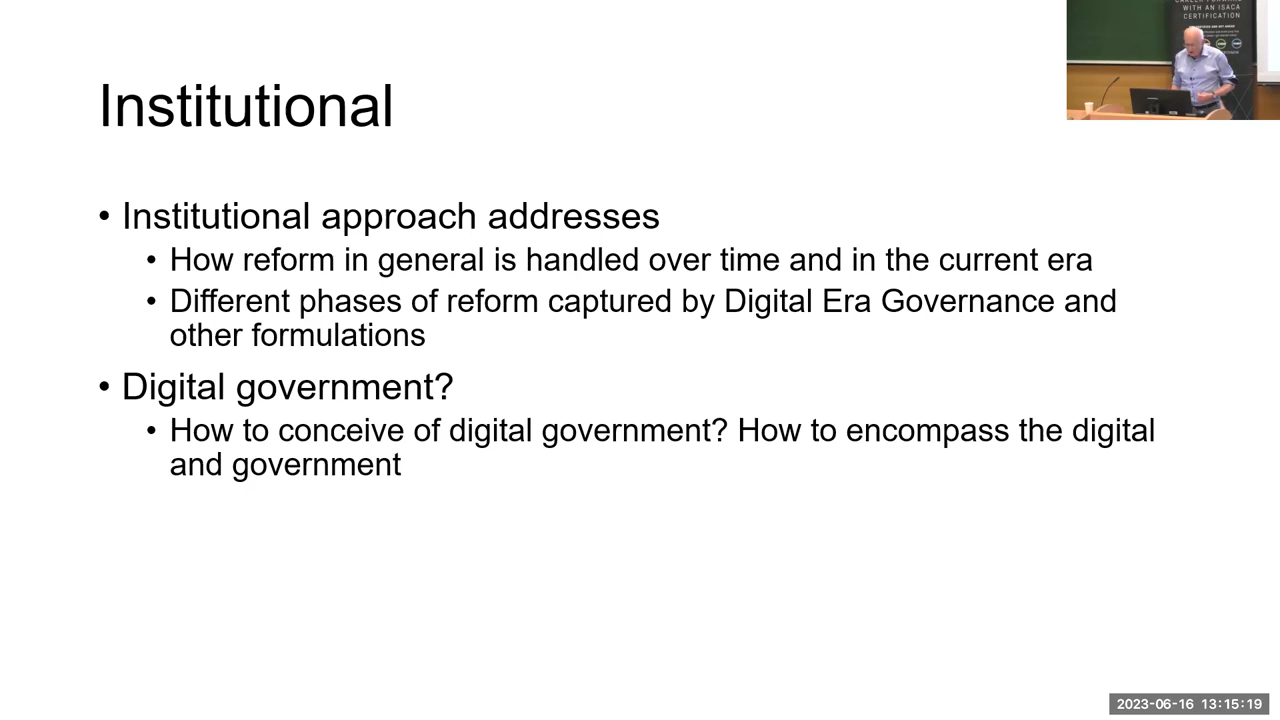 CAREER FORWARD
WITH AN ISACA
CERTIFICATION
Institutional
• Institutional approach addresses
• How reform in general is handled over time and in the current era
• Different phases of reform captured by Digital Era Governance and
other formulations
• Digital government?
• How to conceive of digital government? How to encompass the digital
and government
2023-06-16 13:15:19